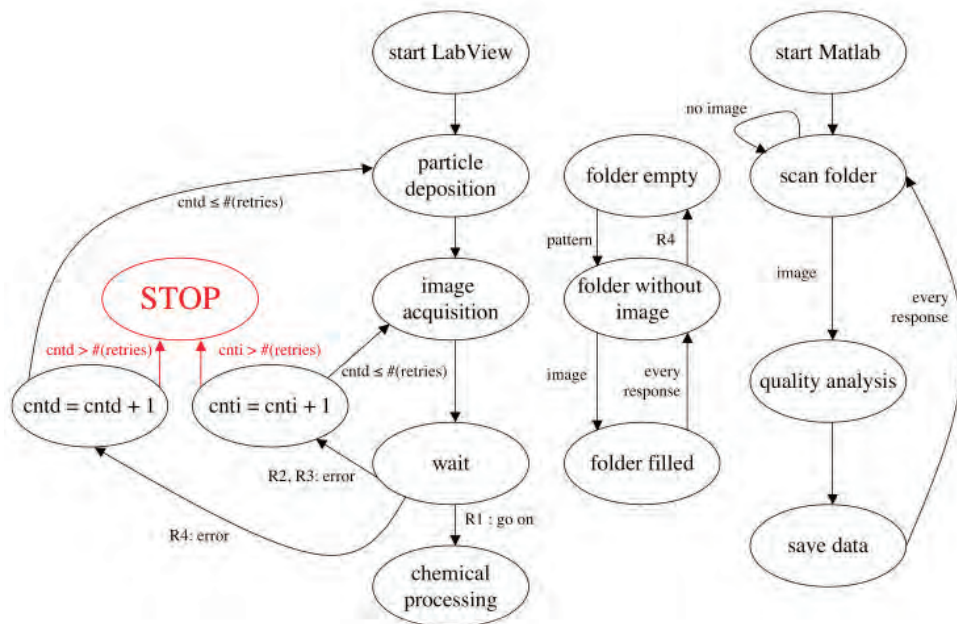 start LabView
start Matlab
no image
particle
deposition
folder empty
scan folder
cntd ≤ #(retries)
pattern
R4
STOP
image
acquisition
folder without
image
image
every
response
cntd > #(retries)
cnti > #(retries)
cntd ≤ #(retries)
image
every
response
cntd = cntd + 1
cnti = cnti + 1
quality analysis
R2, R3: error
wait
folder filled
R4: error
R1 : go on
save data
chemical
processing